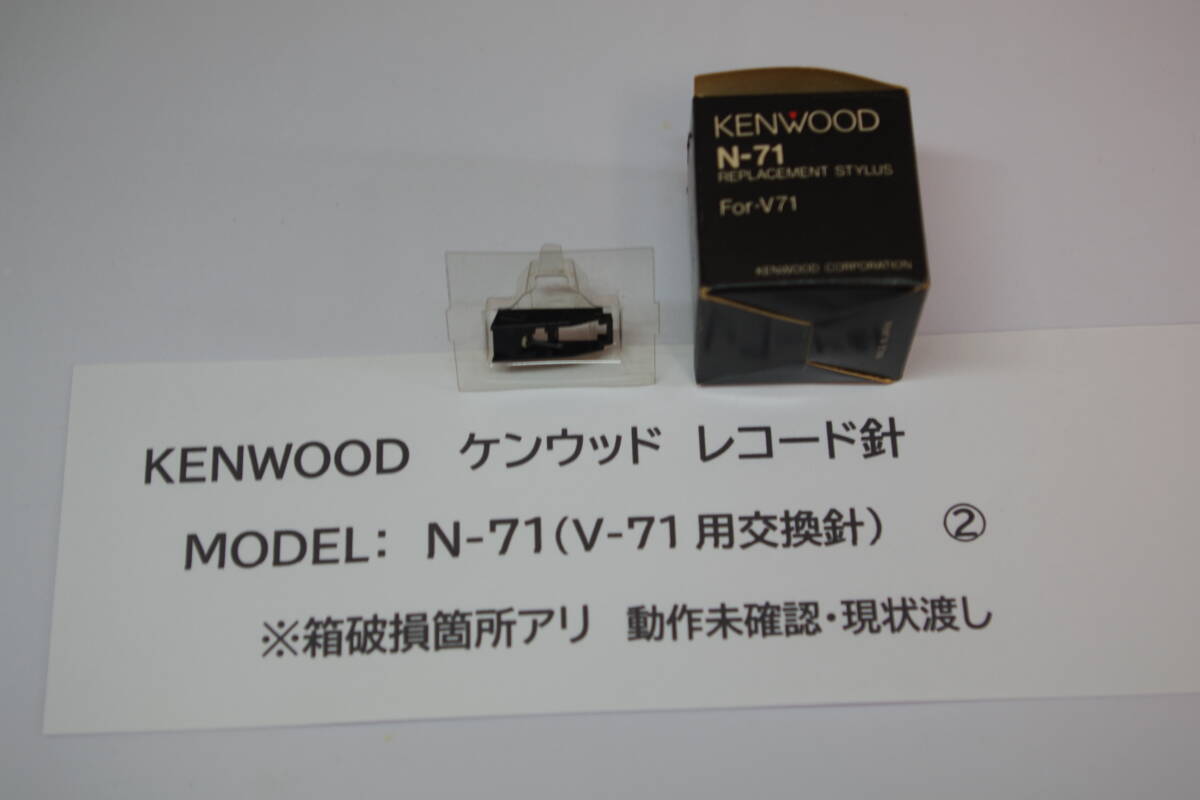 KENWOOD
N-71
REPLACEMENT STYLUS
For-V71
KENWOOD CORPORATION
KENWOOD ケンウッド レコード針
MODEL: N-71(V-71用交換針) ②
※箱破損箇所アリ 動作未確認・現状渡し